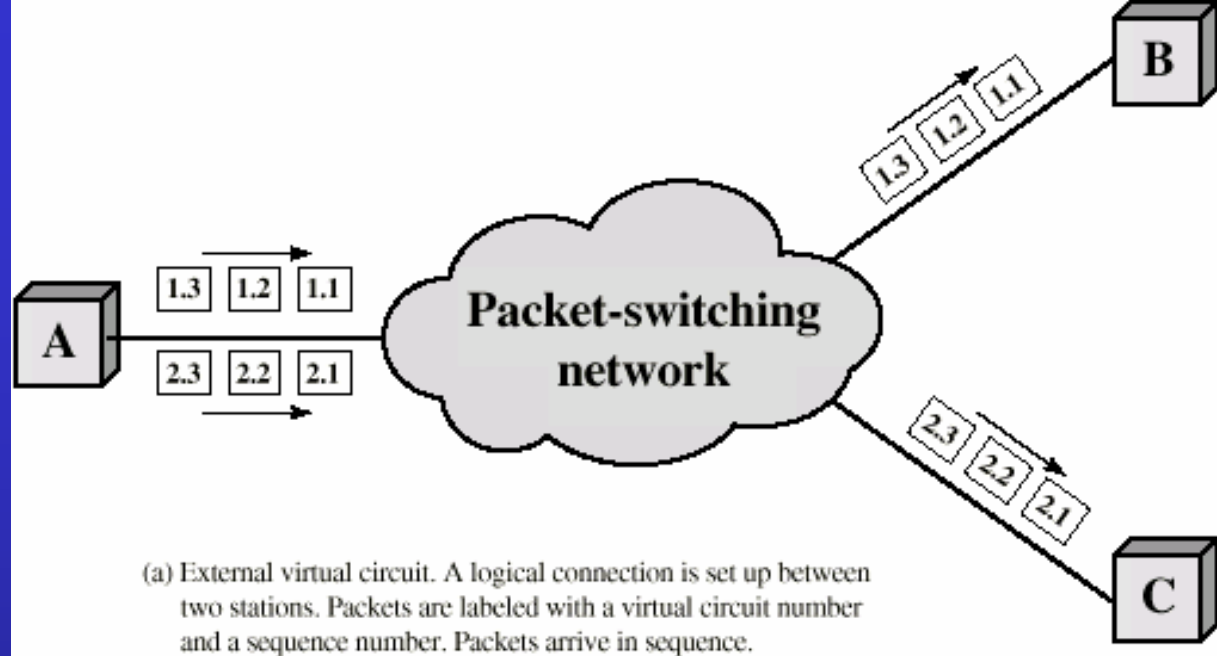 B
1.3 1.2 1.1
1.3 1.2 1.1
A
Packet-switching
network
2.3 2.2 2.1
2.3 2.2 2.1
C
(a) External virtual circuit. A logical connection is set up between
two stations. Packets are labeled with a virtual circuit number
and a sequence number. Packets arrive in sequence.